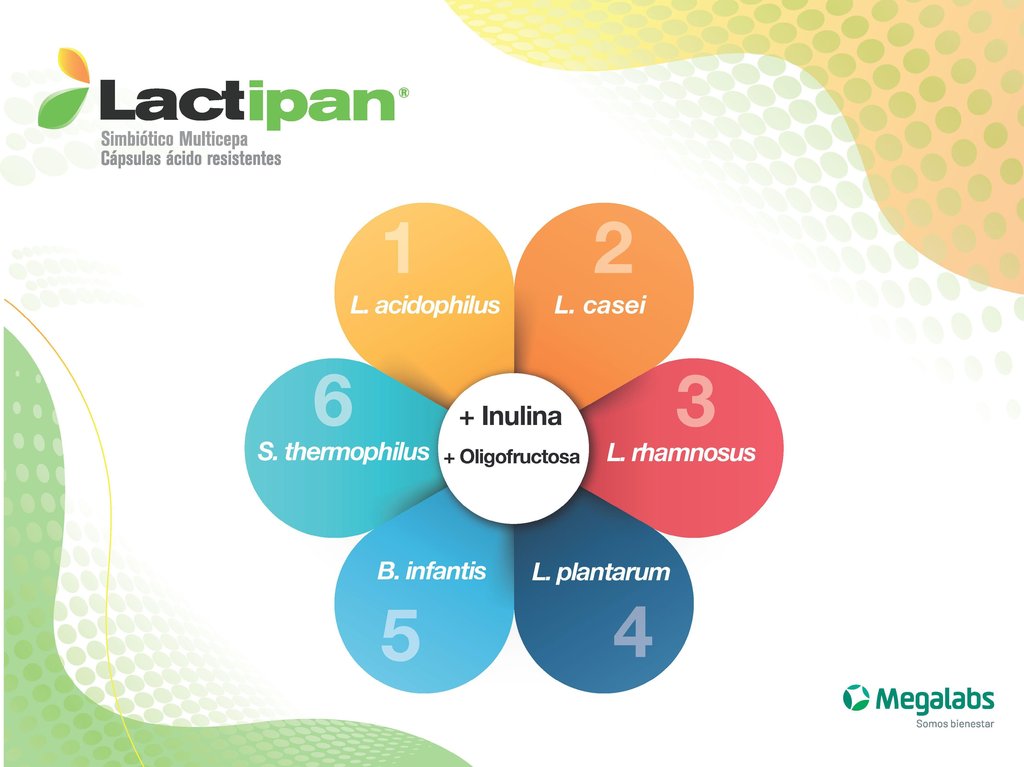 Lactipan®
Simbiótico Multicepa
Cápsulas ácido resistentes
1
L. acidophilus
2
L. casei
3
L. rhamnosus
4
L. plantarum
5
B. infantis
6
S. thermophilus
+ Inulina
+ Oligofructosa
Megalabs
Somos bienestar